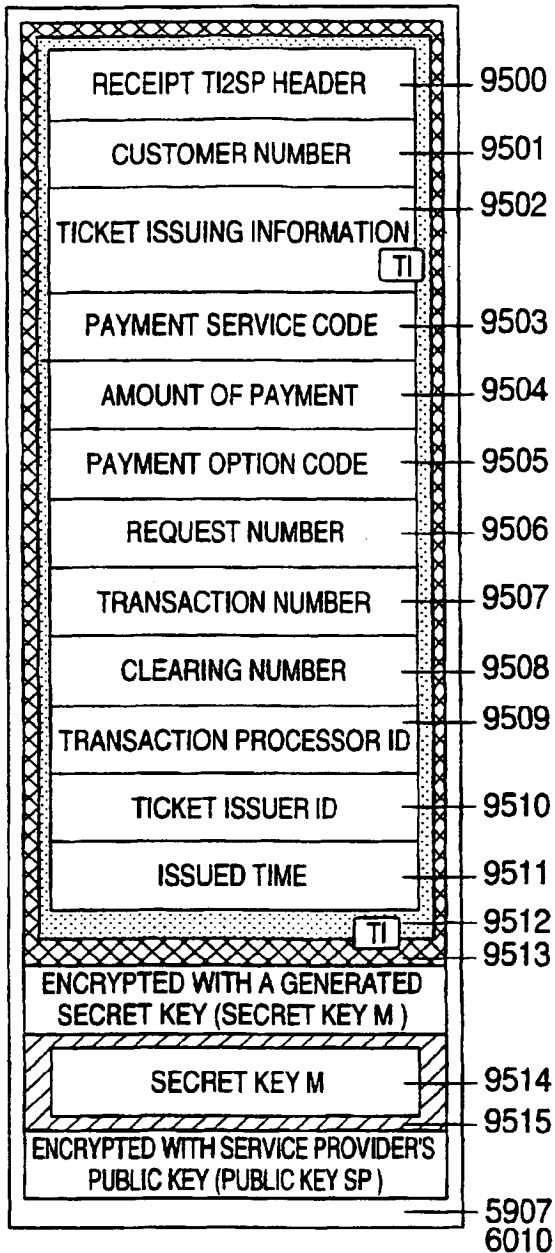 RECEIPT TI2SP HEADER 9500
CUSTOMER NUMBER 9501
9502
TICKET ISSUING INFORMATION
TI
PAYMENT SERVICE CODE 9503
AMOUNT OF PAYMENT 9504
PAYMENT OPTION CODE 9505
REQUEST NUMBER 9506
TRANSACTION NUMBER 9507
CLEARING NUMBER 9508
9509
TRANSACTION PROCESSOR ID
TICKET ISSUER ID 9510
ISSUED TIME 9511
TI 9512
9513
ENCRYPTED WITH A GENERATED
SECRET KEY (SECRET KEY M)
SECRET KEY M 9514
9515
ENCRYPTED WITH SERVICE PROVIDER'S
PUBLIC KEY (PUBLIC KEY SP)
5907
6010